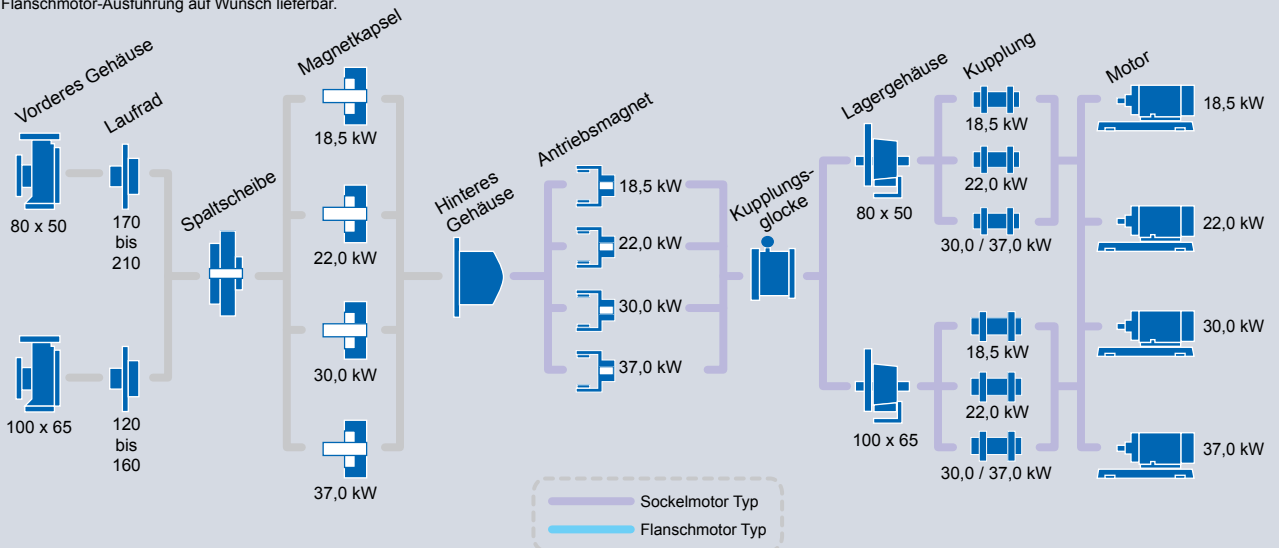 Flanschmotor-Ausführung auf Wunsch lieferbar.
Vorderes Gehäuse
80 x 50
100 x 65
Laufrad
170
bis
210
120
bis
160
Spaltscheibe
Magnetkapsel
18,5 kW
22,0 kW
30,0 kW
37,0 kW
Hinteres
Gehäuse
Antriebsmagnet
18,5 kW
22,0 kW
30,0 kW
37,0 kW
Kupplungs-
glocke
Lagergehäuse
80 x 50
100 x 65
Kupplung
18,5 kW
22,0 kW
30,0 / 37,0 kW
18,5 kW
22,0 kW
30,0 / 37,0 kW
Motor
18,5 kW
22,0 kW
30,0 kW
37,0 kW
Sockelmotor Typ
Flanschmotor Typ